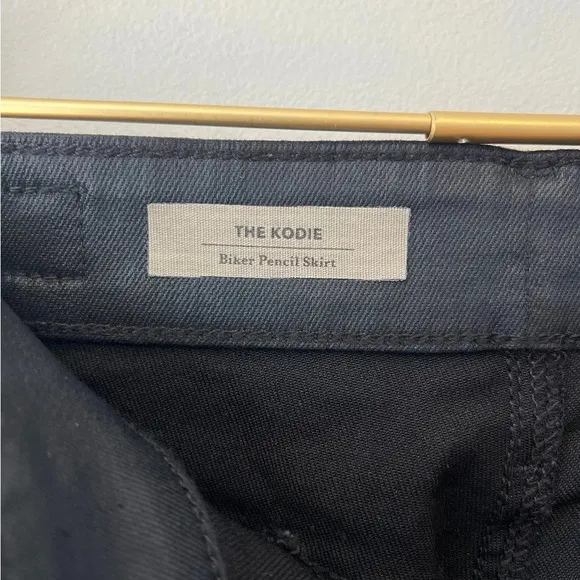 THE KODIE
Biker Pencil Skirt